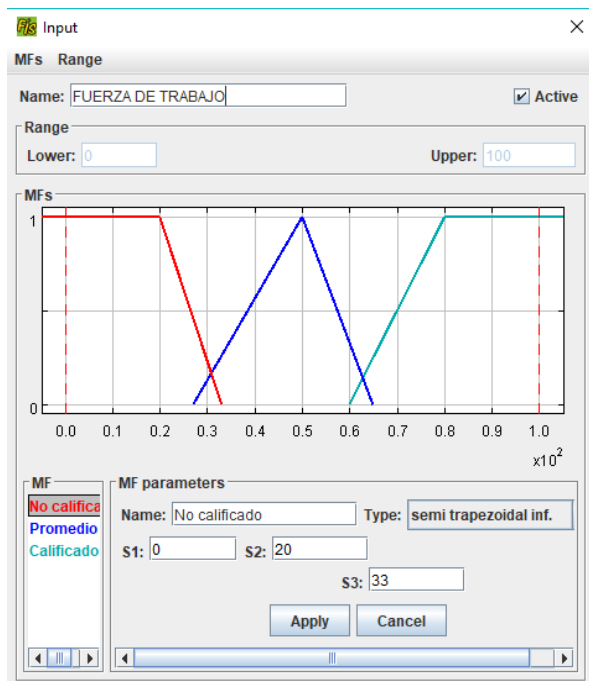 Fis Input
MFs Range
Name: FUERZA DE TRABAJO Active
Range
Lower: 0 Upper: 100
MFs
1
0
0.0 0.1 0.2 0.3 0.4 0.5 0.6 0.7 0.8 0.9 1.0
x10²
MF
No califica
Promedio
Calificado
MF parameters
Name: No calificado Type: semi trapezoidal inf.
S1: 0 S2: 20
S3: 33
Apply Cancel